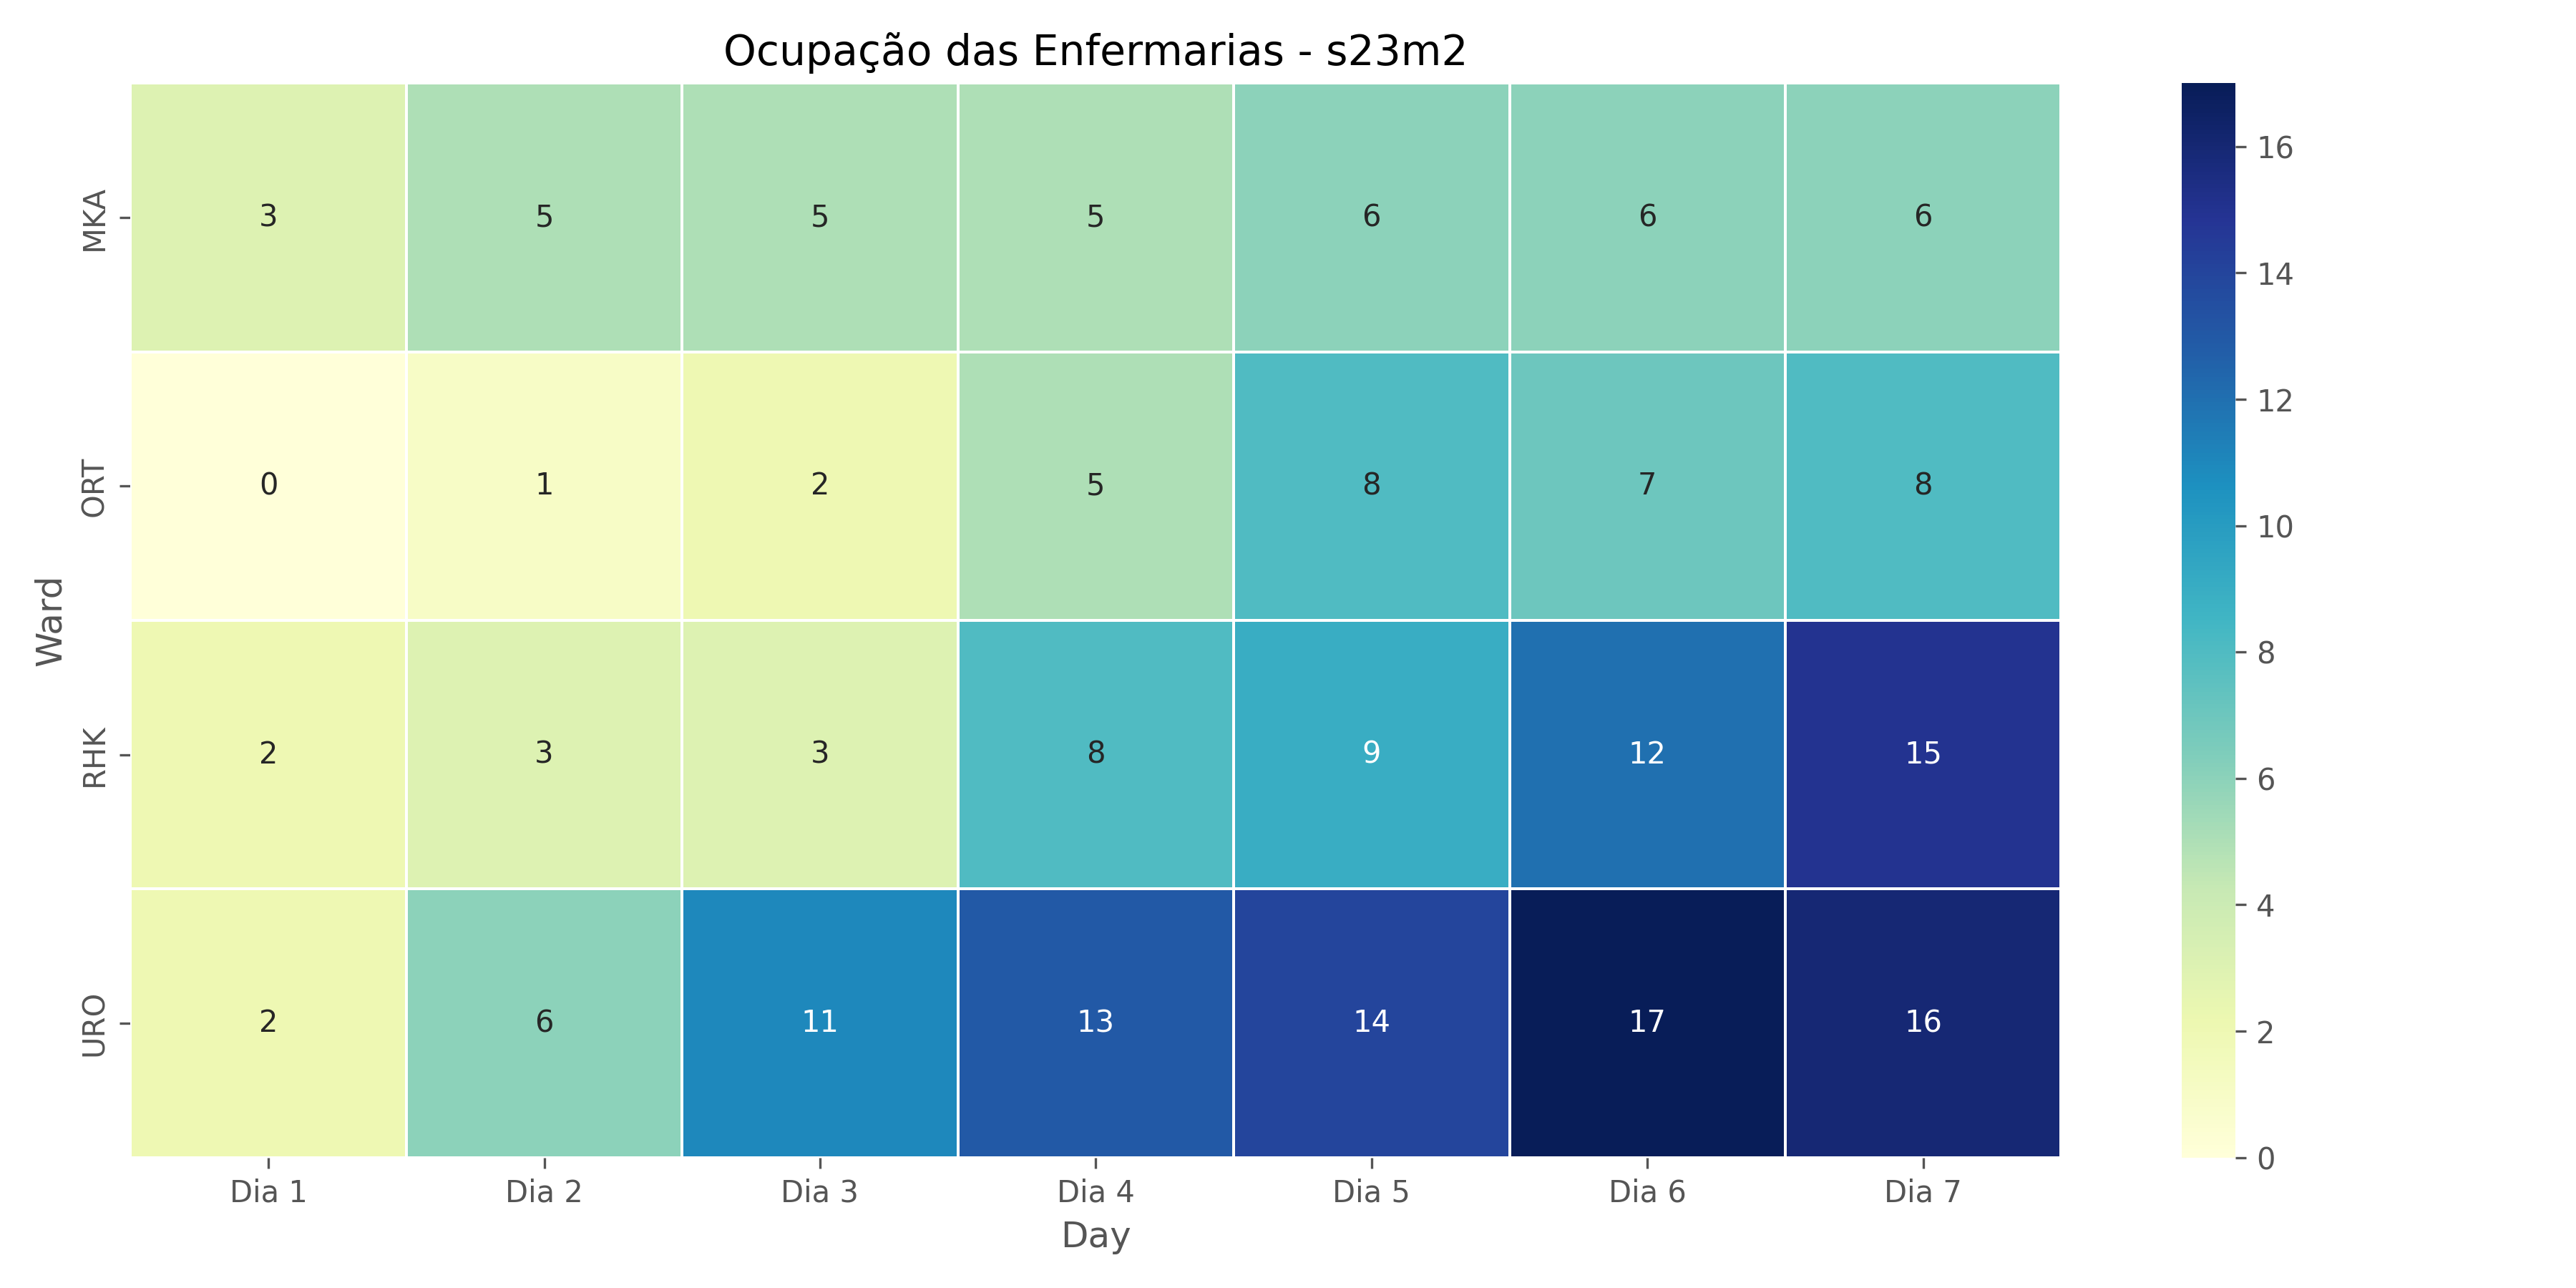 Ocupação das Enfermarias - s23m2
Ward
MKA 3 5 5 5 6 6 6
ORT 0 1 2 5 8 7 8
RHK 2 3 3 8 9 12 15
URO 2 6 11 13 14 17 16
Dia 1 Dia 2 Dia 3 Dia 4 Dia 5 Dia 6 Dia 7
Day
16
14
12
10
8
6
4
2
0